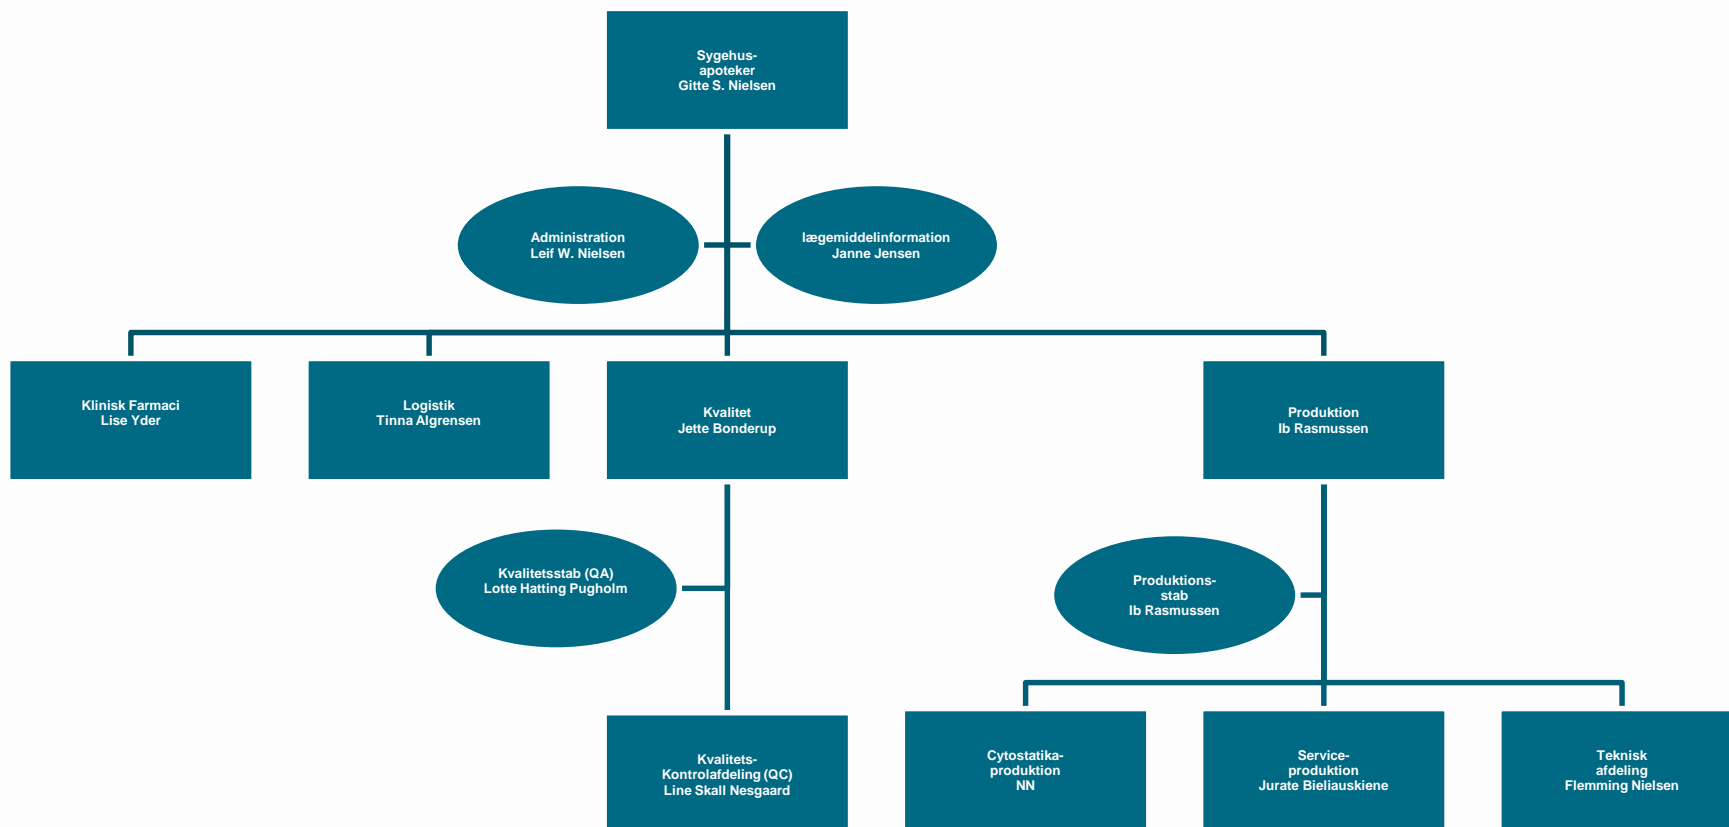 Sygehus-
apoteker
Gitte S. Nielsen
Administration
Leif W. Nielsen
lægemiddelinformation
Janne Jensen
Klinisk Farmaci
Lise Yder
Logistik
Tinna Algrensen
Kvalitet
Jette Bonderup
Produktion
Ib Rasmussen
Kvalitetsstab (QA)
Lotte Hatting Pugholm
Produktions-
stab
Ib Rasmussen
Kvalitets-
Kontrolafdeling (QC)
Line Skall Nesgaard
Cytostatika-
produktion
NN
Service-
produktion
Jurate Bieliauskiene
Teknisk
afdeling
Flemming Nielsen